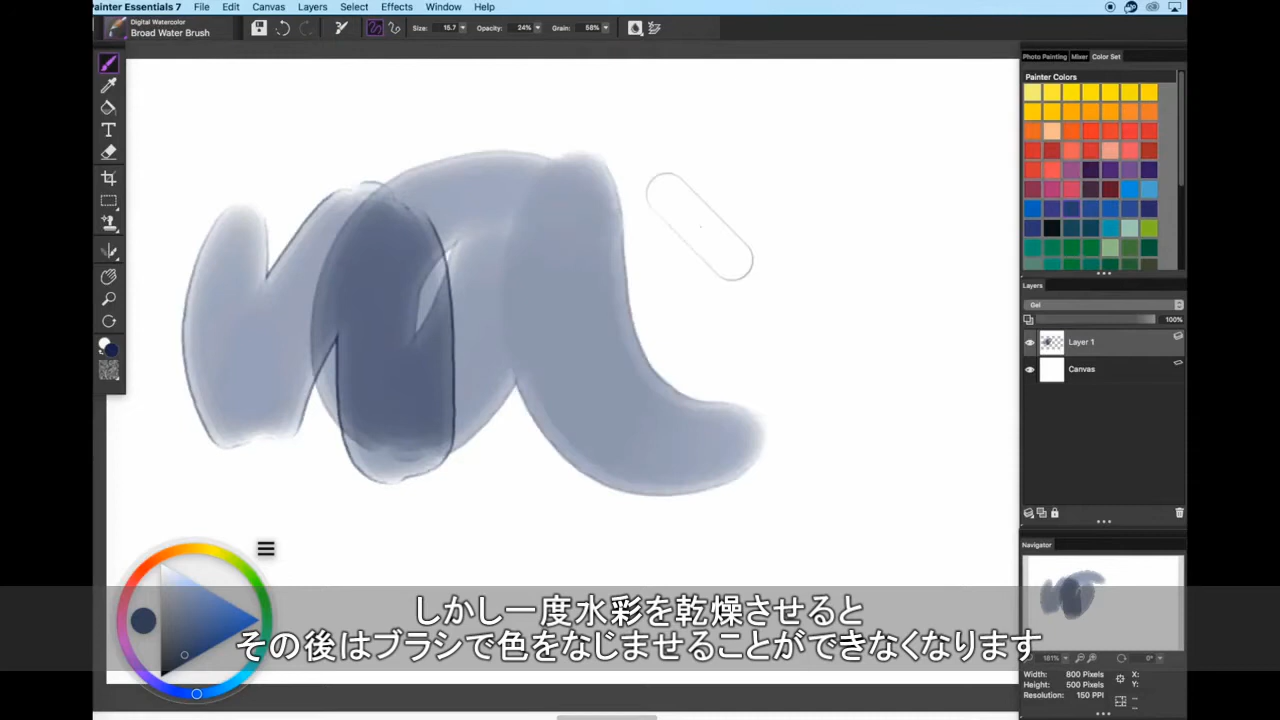 Painter Essentials 7 File Edit Canvas Layers Select Effects Window Help
Digital Watercolor
Broad Water Brush
Size: 15.7 Opacity: 24% Grain: 58%
Photo Painting Mixer Color Set
Painter Colors
Layers
Gel
100%
Layer 1
Canvas
Navigator
しかし一度水彩を乾燥させると
その後はブラシで色をなじませることができなくなります
181% 0°
Width: 800 Pixels X:
Height: 500 Pixels Y:
Resolution: 150 PPI